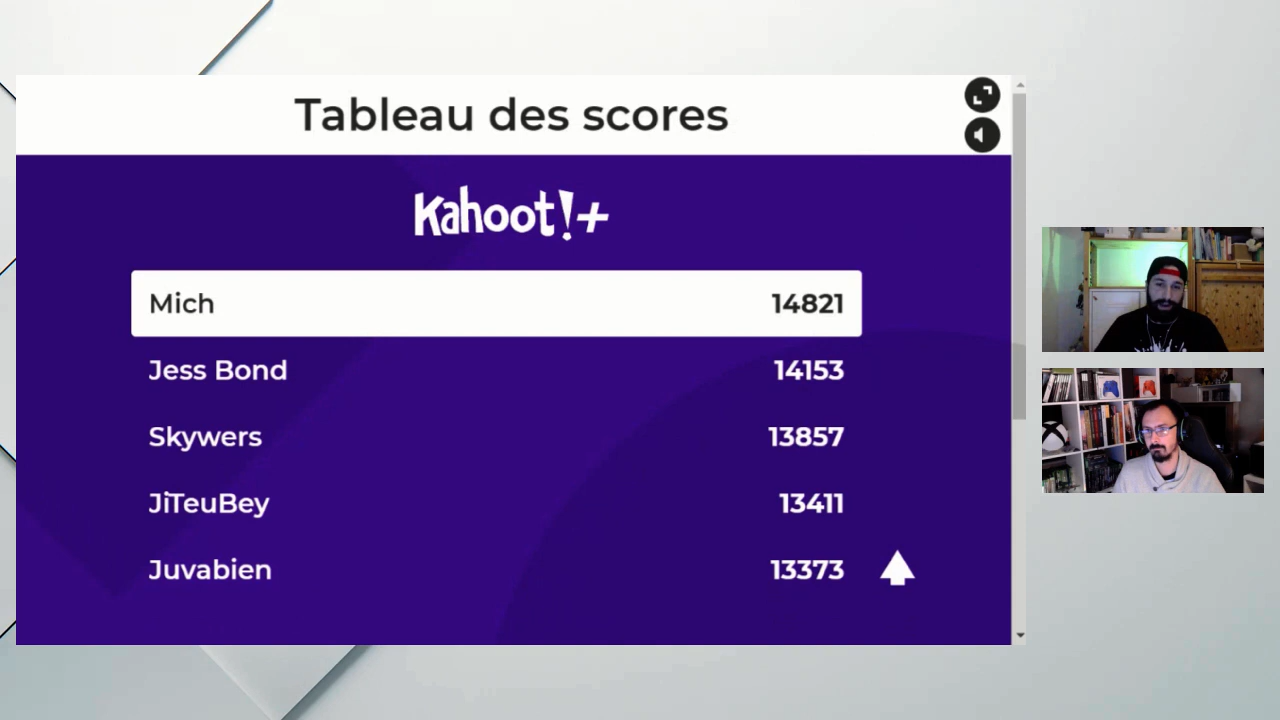 Tableau des scores
Kahoot!+
Mich 14821
Jess Bond 14153
Skywers 13857
JiTeuBey 13411
Juvabien 13373